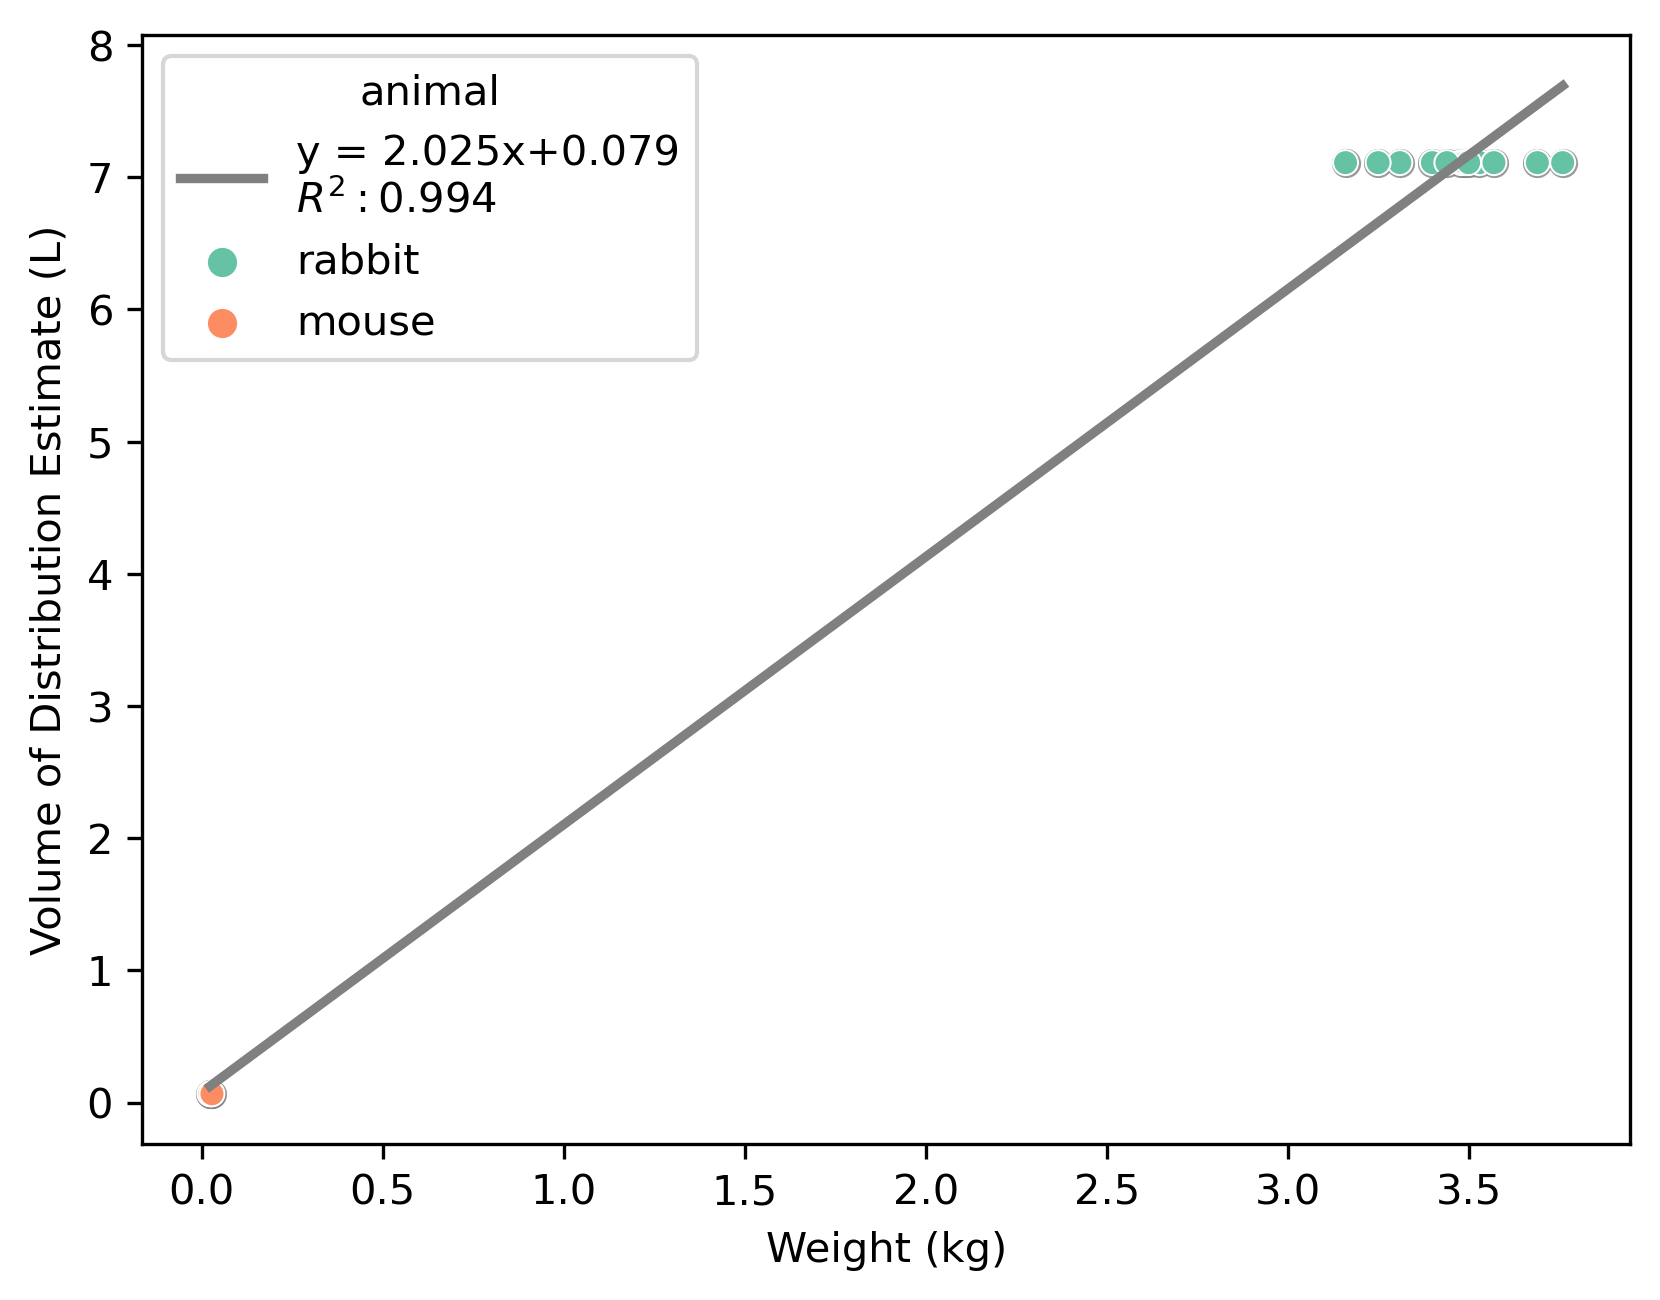 animal
y = 2.025x+0.079
R² : 0.994
rabbit
mouse
Volume of Distribution Estimate (L)
8
7
6
5
4
3
2
1
0
0.0 0.5 1.0 1.5 2.0 2.5 3.0 3.5
Weight (kg)